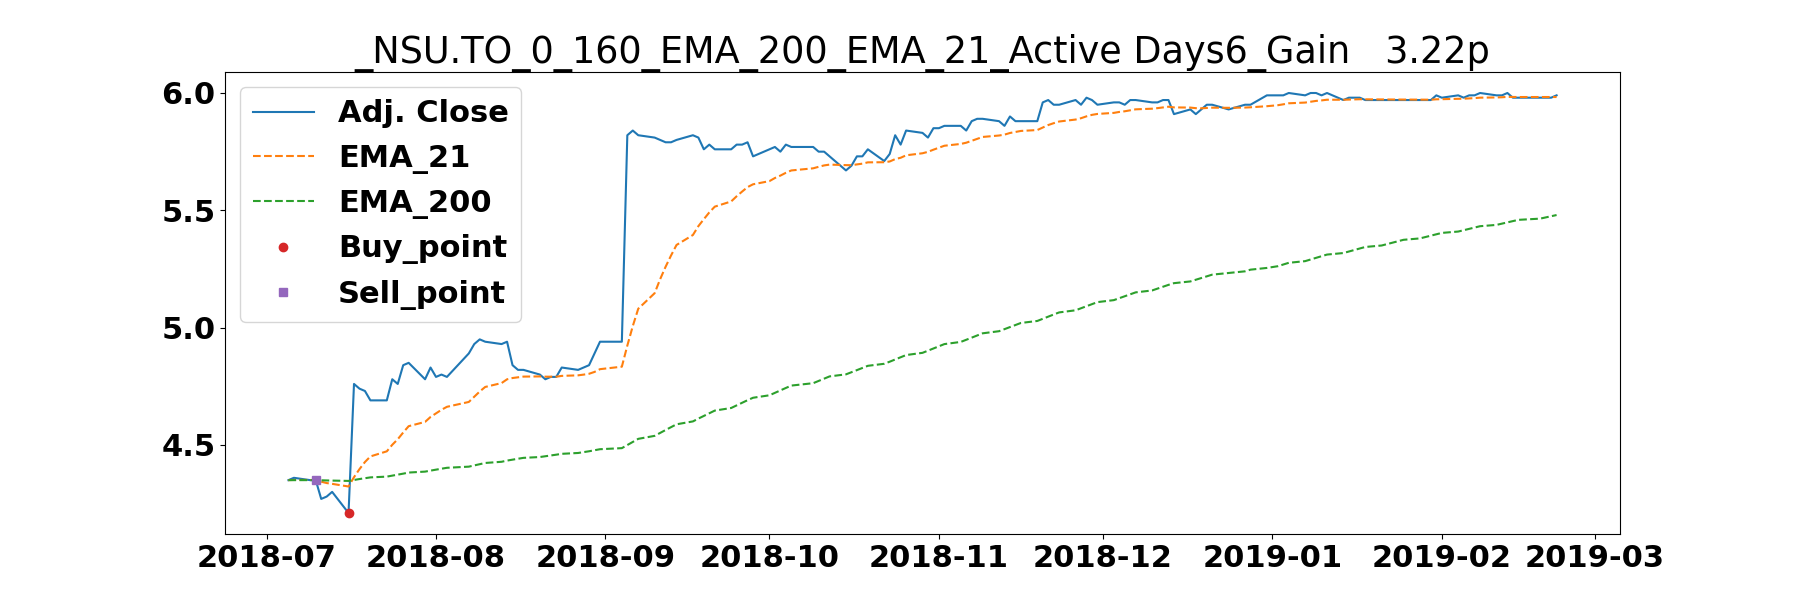 _NSU.TO_0_160_EMA_200_EMA_21_Active Days6_Gain   3.22p
Adj. Close
EMA_21
EMA_200
Buy_point
Sell_point
6.0
5.5
5.0
4.5
2018-07 2018-08 2018-09 2018-10 2018-11 2018-12 2019-01 2019-02 2019-03